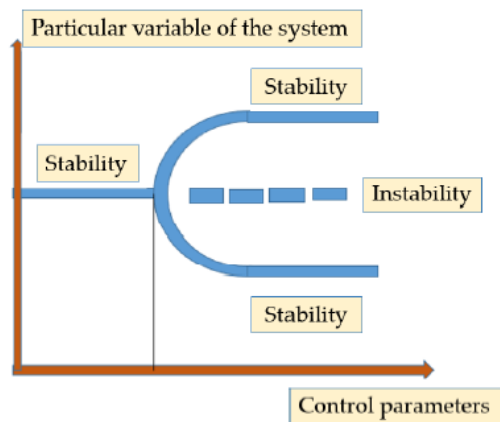 Particular variable of the system
Stability
Stability
Instability
Stability
Control parameters